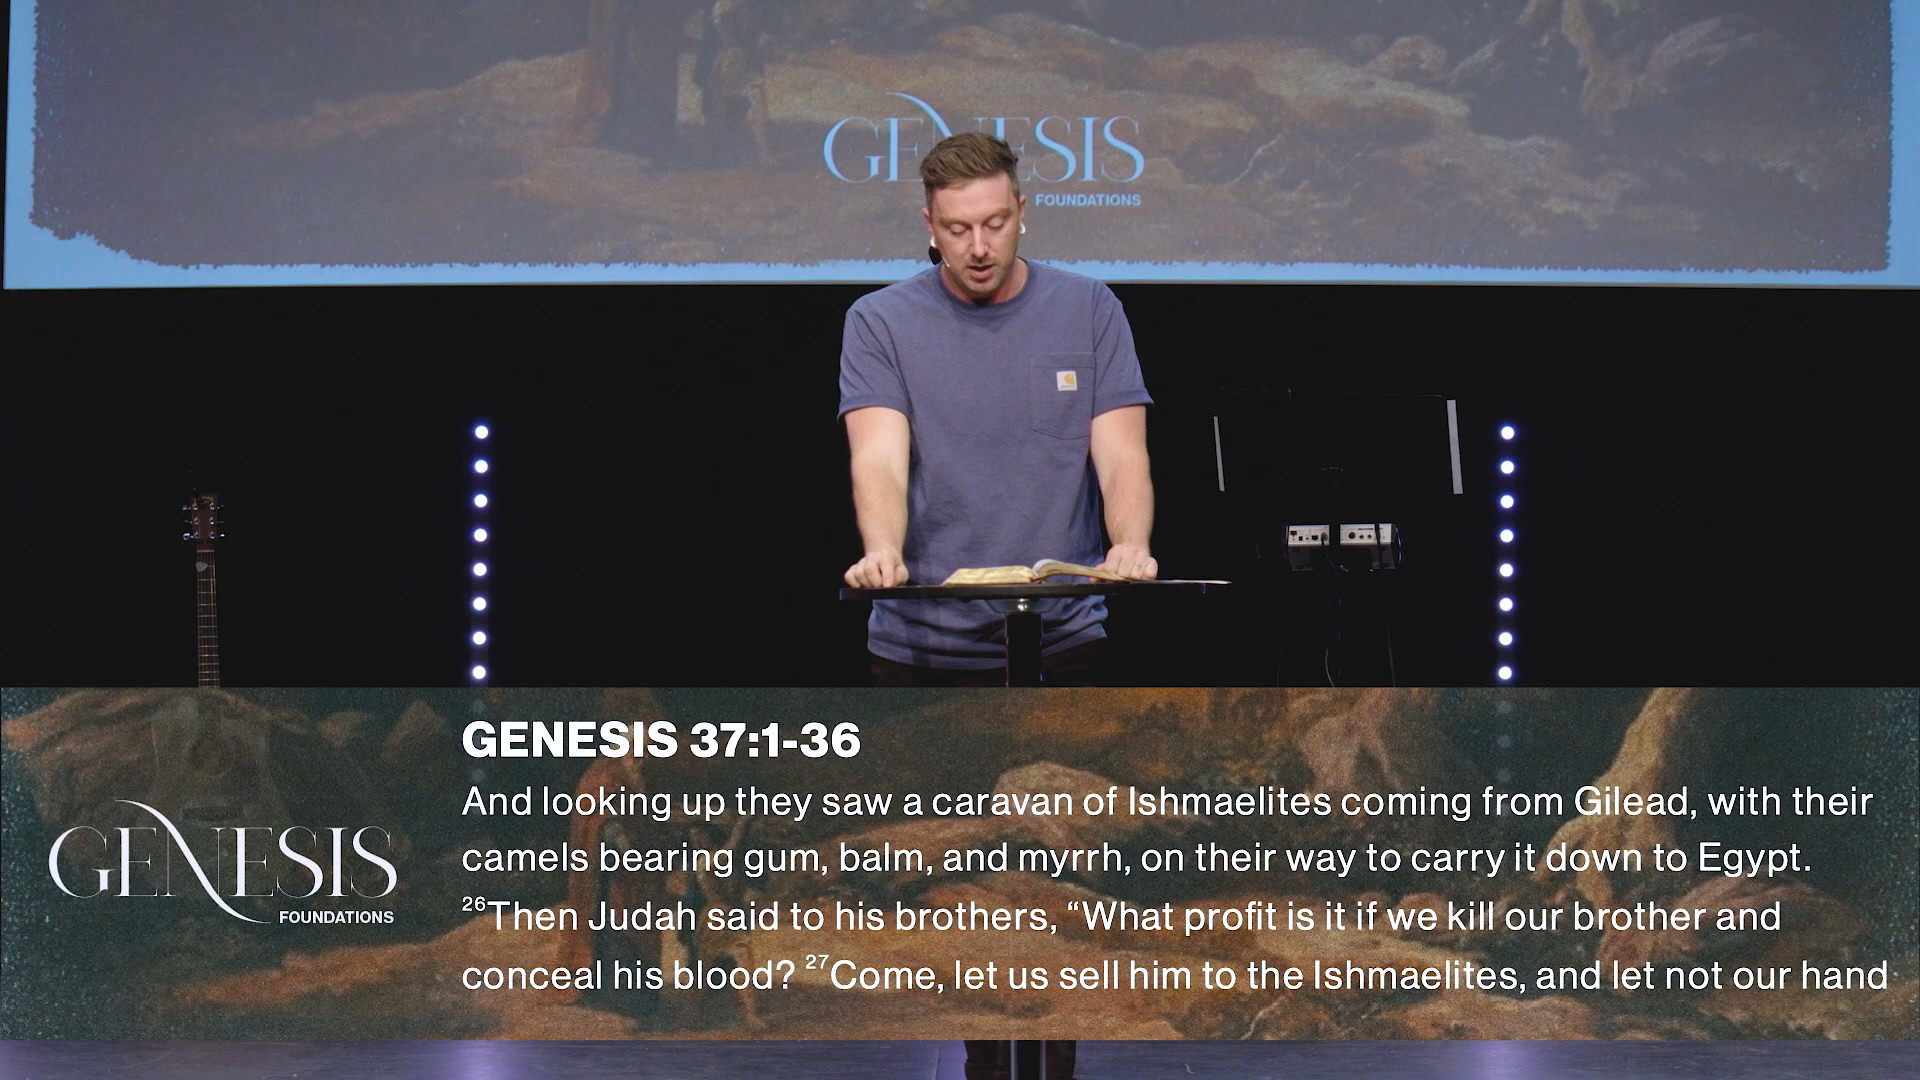 GENESIS
FOUNDATIONS
GENESIS 37:1-36
And looking up they saw a caravan of Ishmaelites coming from Gilead, with their
camels bearing gum, balm, and myrrh, on their way to carry it down to Egypt.
26Then Judah said to his brothers, “What profit is it if we kill our brother and
conceal his blood? 27Come, let us sell him to the Ishmaelites, and let not our hand
GENESIS
FOUNDATIONS